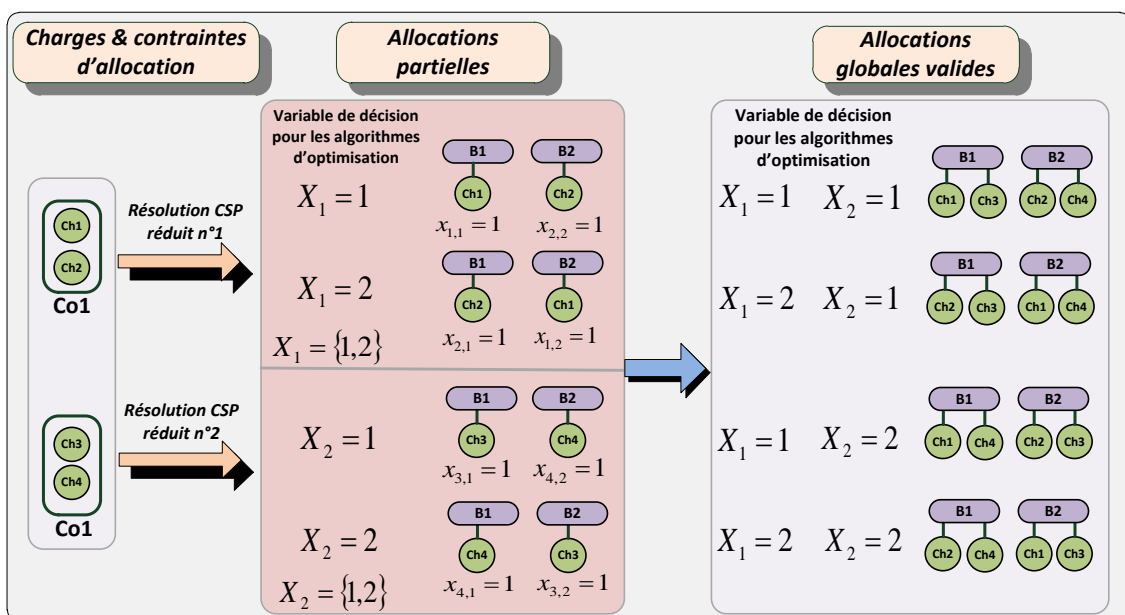 Charges & contraintes
d'allocation
Allocations
partielles
Allocations
globales valides
Ch1
Ch2
Co1
Résolution CSP
réduit n°1
Ch3
Ch4
Co1
Résolution CSP
réduit n°2
Variable de décision
pour les algorithmes
d'optimisation
X₁ = 1
B1 B2
Ch1 Ch2
x₁,₁ = 1 x₂,₂ = 1
X₁ = 2
B1 B2
Ch2 Ch1
x₂,₁ = 1 x₁,₂ = 1
X₁ = {1,2}
X₂ = 1
B1 B2
Ch3 Ch4
x₃,₁ = 1 x₄,₂ = 1
X₂ = 2
B1 B2
Ch4 Ch3
x₄,₁ = 1 x₃,₂ = 1
X₂ = {1,2}
Variable de décision
pour les algorithmes
d'optimisation
X₁ = 1 X₂ = 1
B1 B2
Ch1 Ch3 Ch2 Ch4
X₁ = 2 X₂ = 1
B1 B2
Ch2 Ch3 Ch1 Ch4
X₁ = 1 X₂ = 2
B1 B2
Ch1 Ch4 Ch2 Ch3
X₁ = 2 X₂ = 2
B1 B2
Ch2 Ch4 Ch1 Ch3